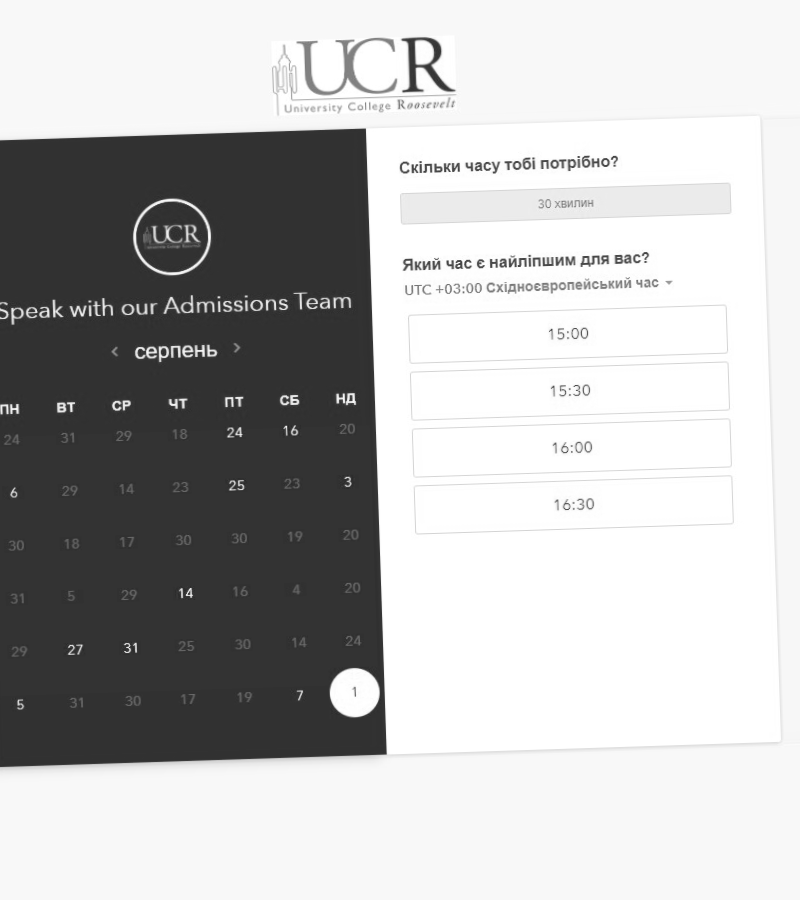 UCR
University College Roosevelt
UCR
Speak with our Admissions Team
серпень
ПН ВТ СР ЧТ ПТ СБ НД
24 31 29 18 24 16 20
6 29 14 23 25 23 3
30 18 17 30 30 19 20
31 5 29 14 16 4 20
29 27 31 25 30 14 24
5 31 30 17 19 7 1
Скільки часу тобі потрібно?
30 хвилин
Який час є найліпшим для вас?
UTC +03:00 Східноєвропейський час
15:00
15:30
16:00
16:30